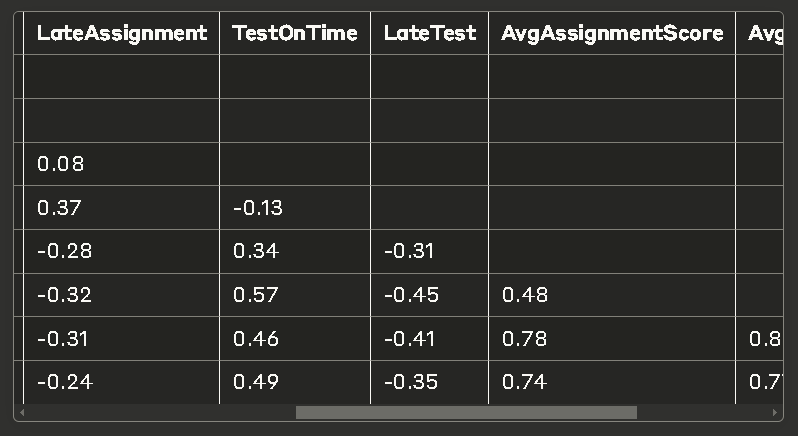 LateAssignment TestOnTime LateTest AvgAssignmentScore Avg
0.08
0.37 -0.13
-0.28 0.34 -0.31
-0.32 0.57 -0.45 0.48
-0.31 0.46 -0.41 0.78 0.8
-0.24 0.49 -0.35 0.74 0.7